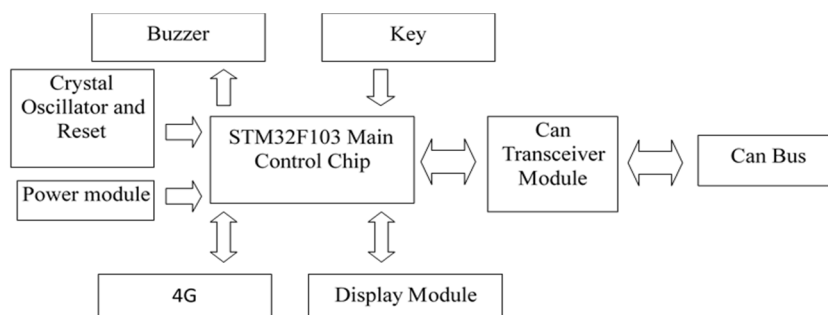 Buzzer
Key
Crystal
Oscillator and
Reset
STM32F103 Main
Control Chip
Can
Transceiver
Module
Can Bus
Power module
4G
Display Module